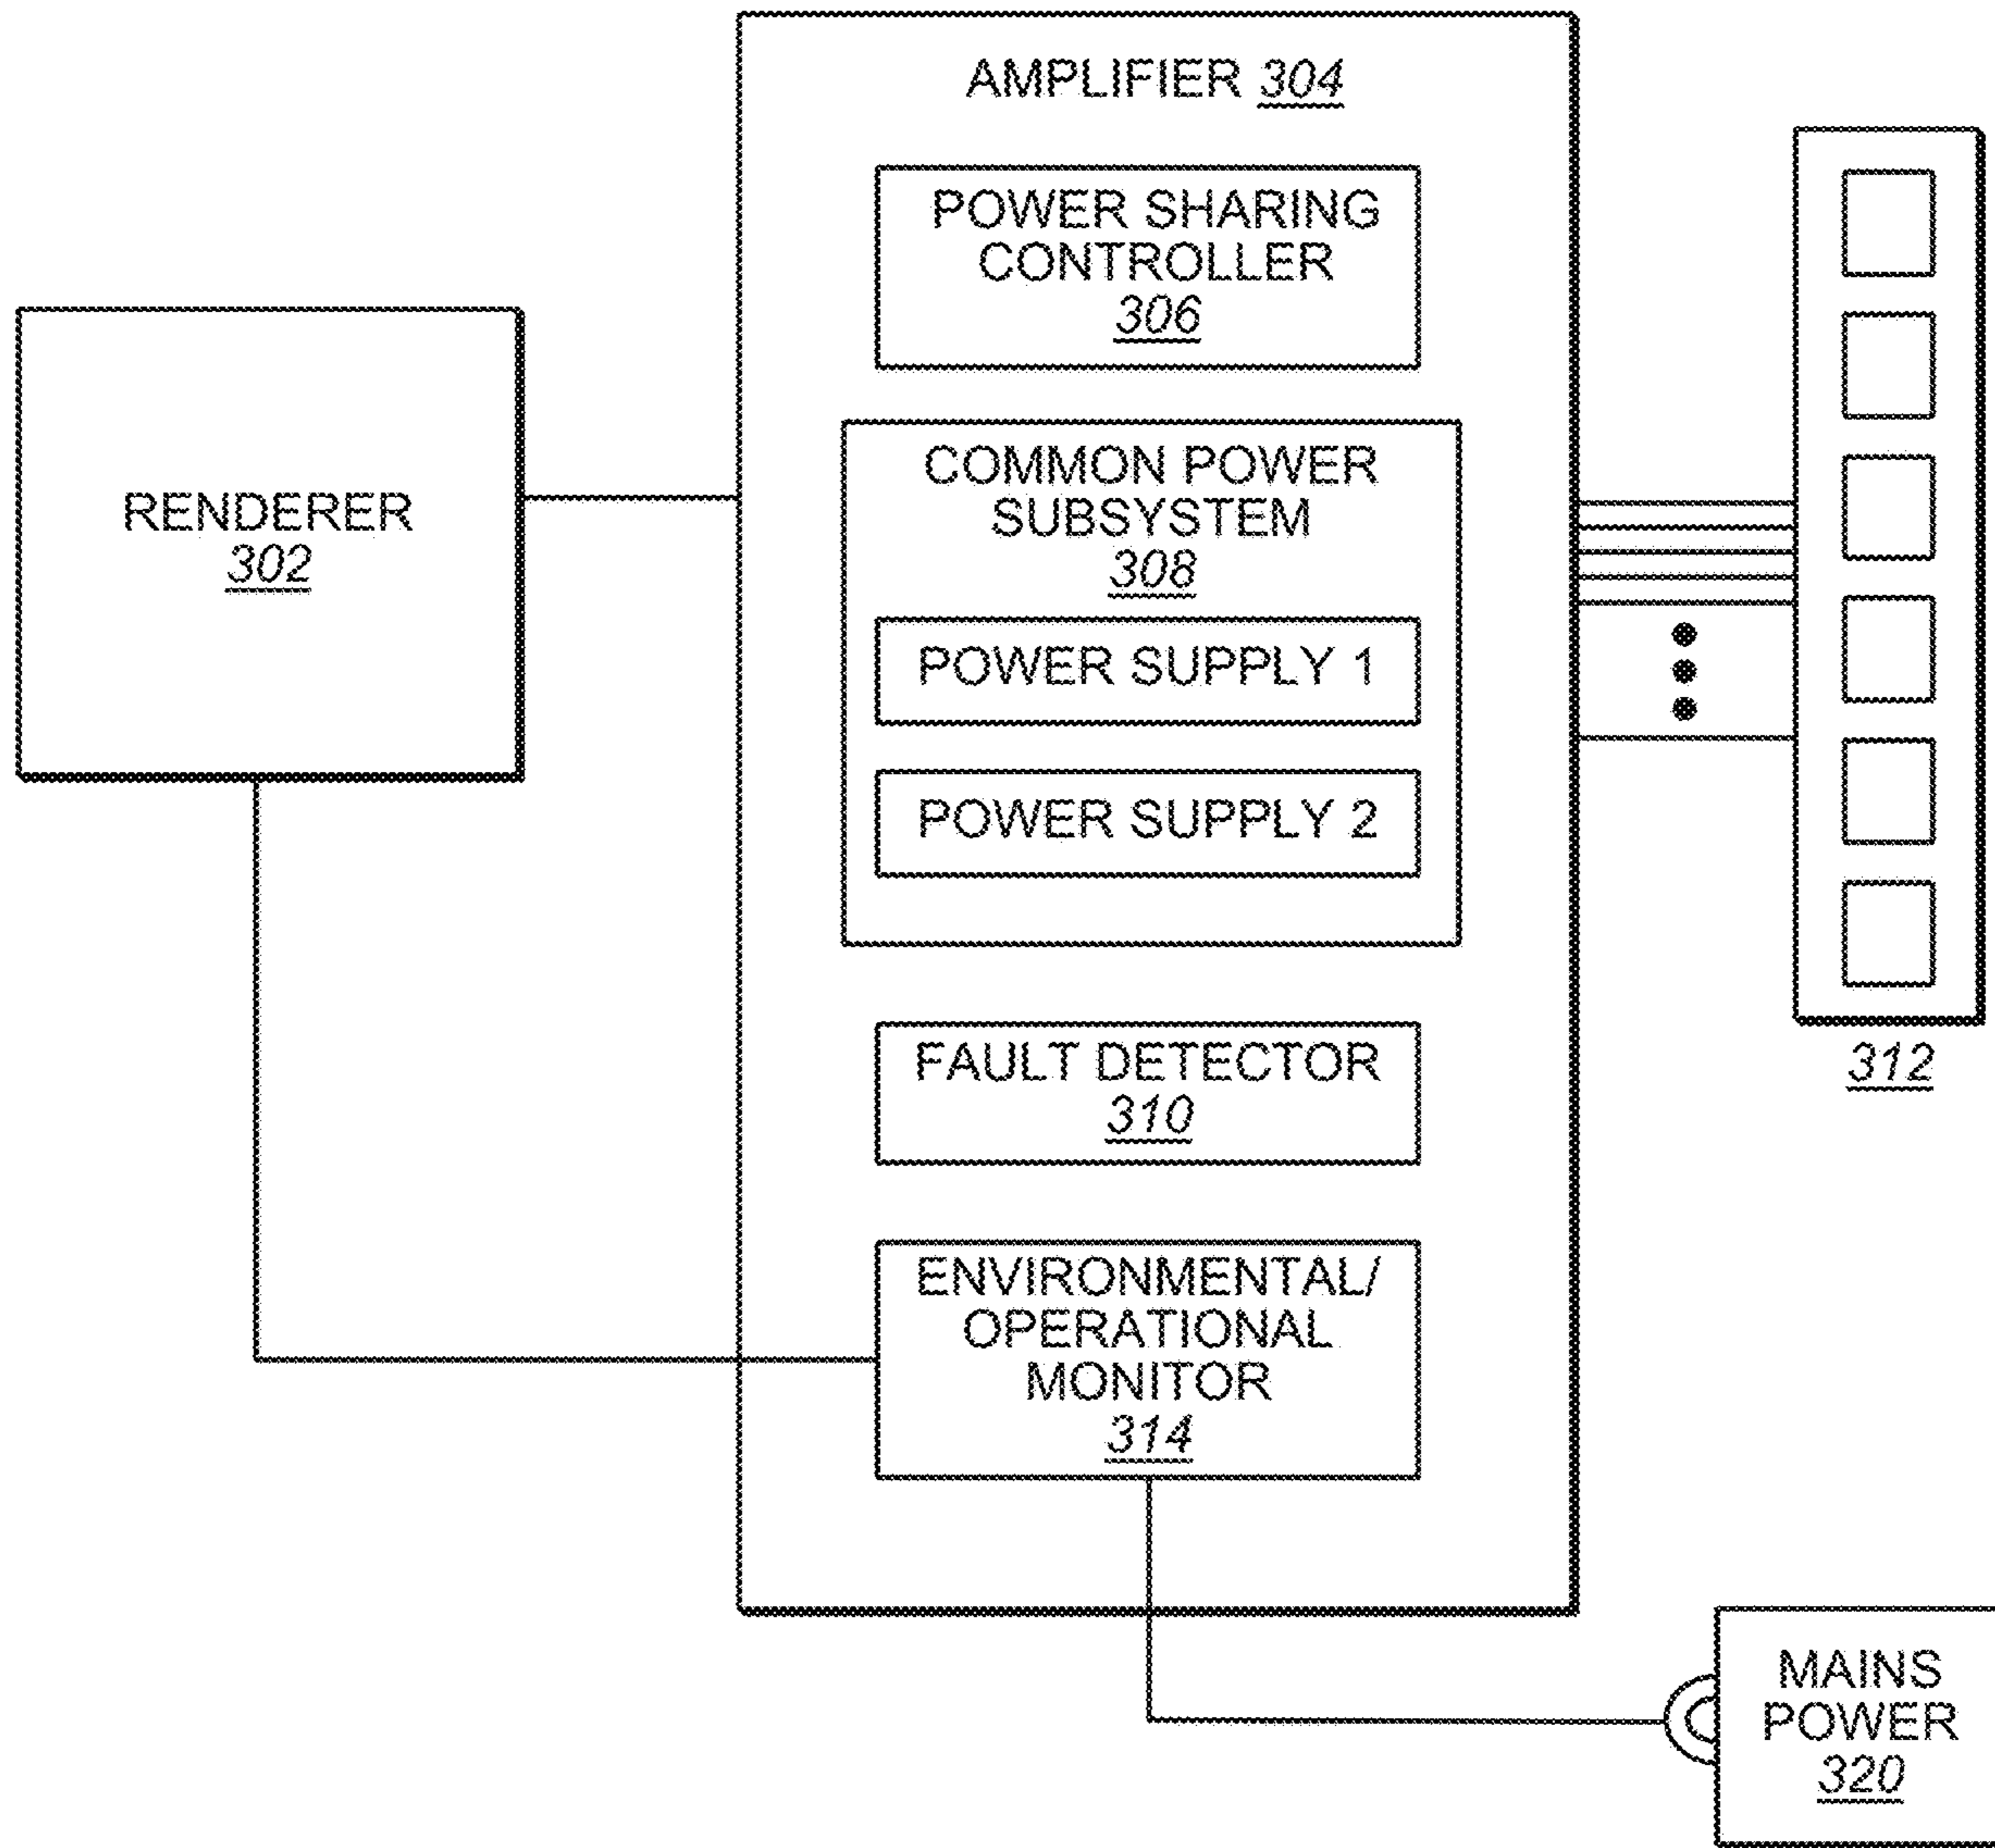 AMPLIFIER 304
POWER SHARING
CONTROLLER
306
RENDERER
302
COMMON POWER
SUBSYSTEM
308
POWER SUPPLY 1
POWER SUPPLY 2
FAULT DETECTOR
310
312
ENVIRONMENTAL/
OPERATIONAL
MONITOR
314
MAINS
POWER
320